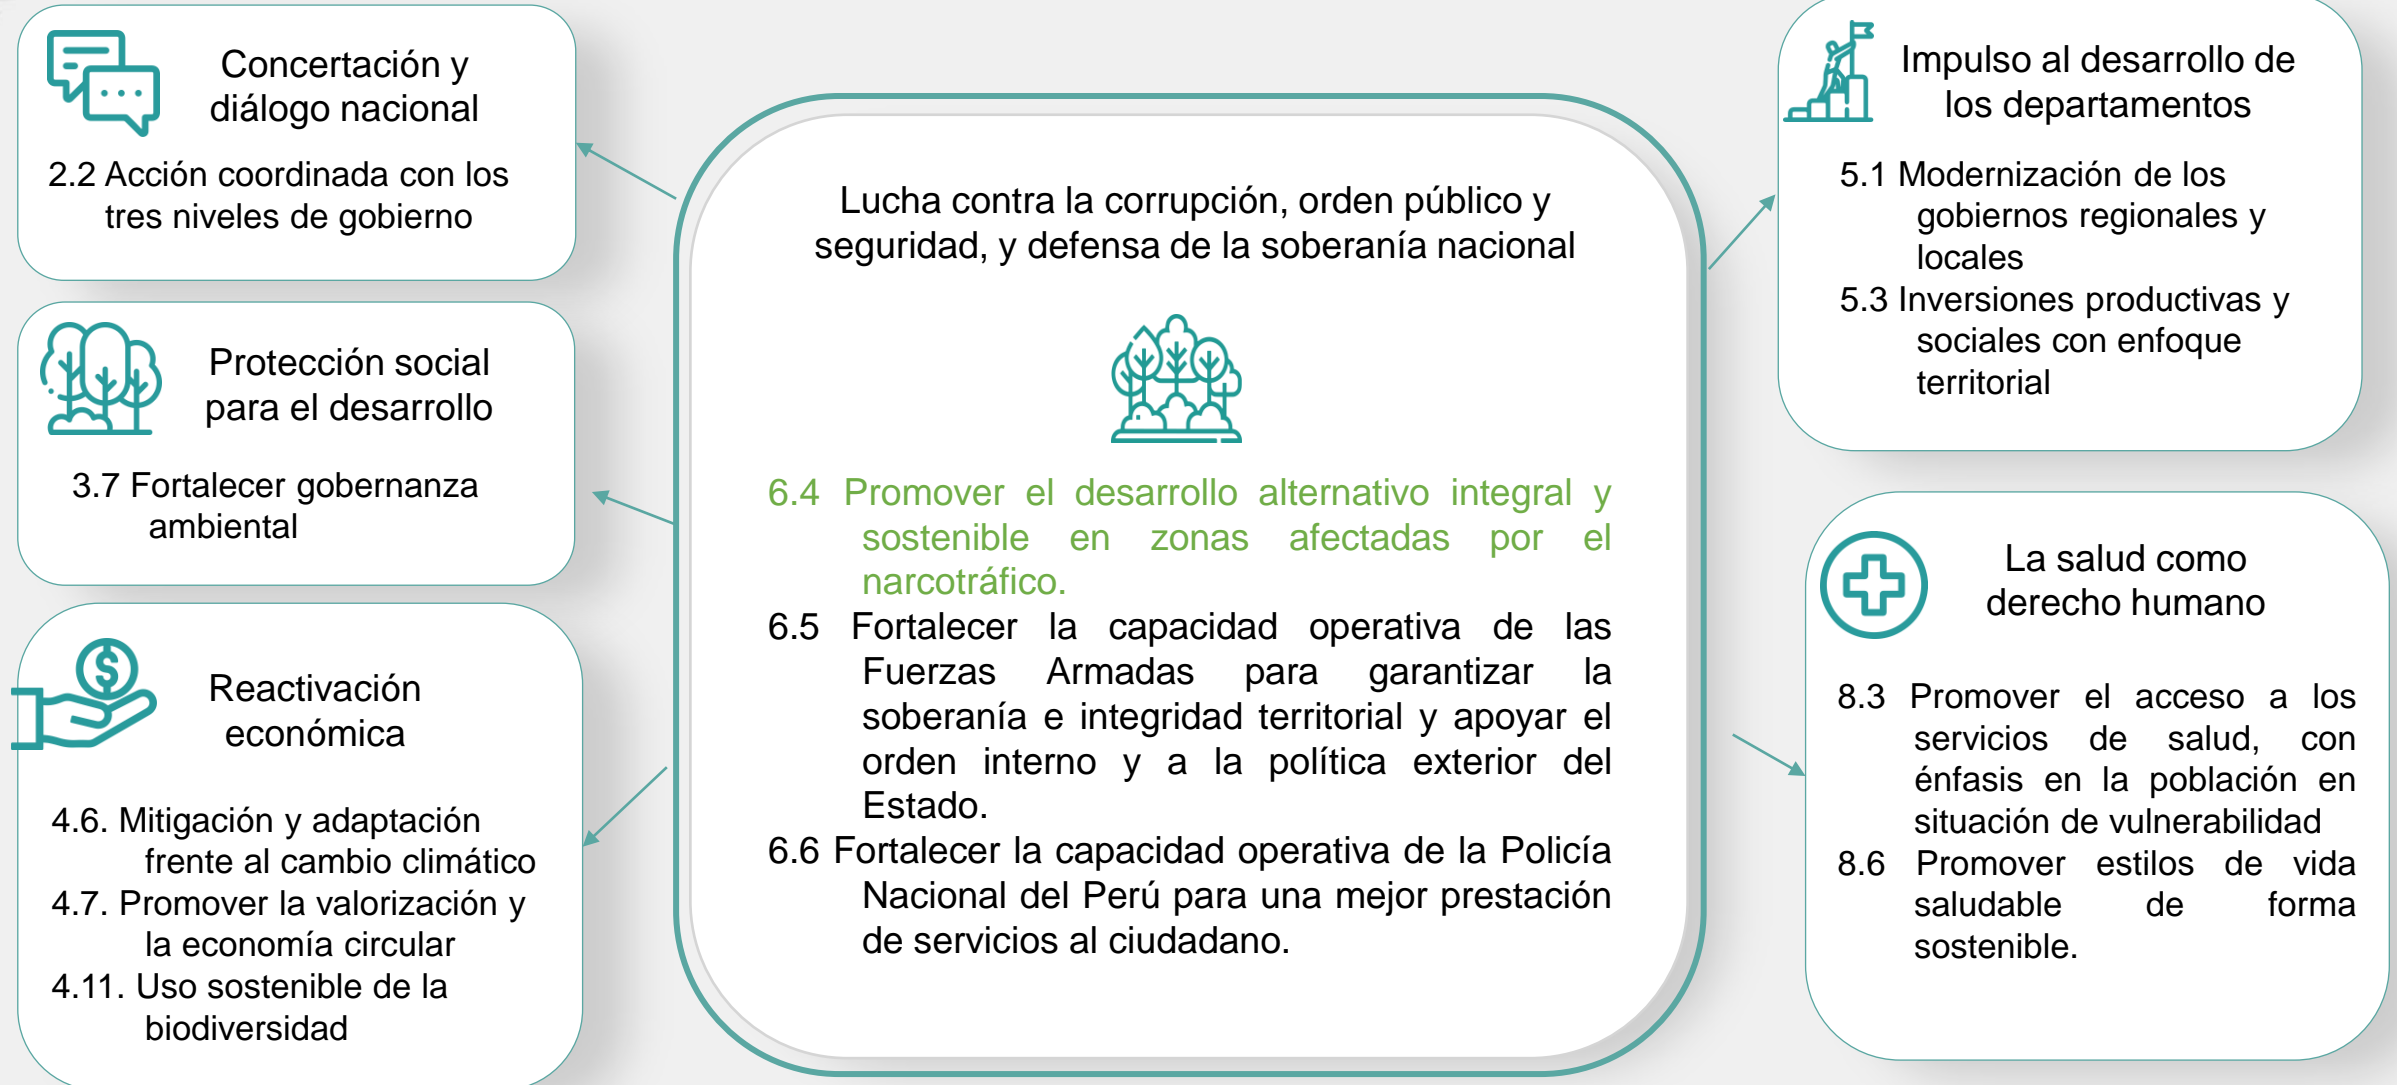 Concertación y
diálogo nacional
2.2 Acción coordinada con los
tres niveles de gobierno
Protección social
para el desarrollo
3.7 Fortalecer gobernanza
ambiental
Reactivación
económica
4.6. Mitigación y adaptación
frente al cambio climático
4.7. Promover la valorización y
la economía circular
4.11. Uso sostenible de la
biodiversidad
Lucha contra la corrupción, orden público y
seguridad, y defensa de la soberanía nacional
6.4 Promover el desarrollo alternativo integral y
sostenible en zonas afectadas por el
narcotráfico.
6.5 Fortalecer la capacidad operativa de las
Fuerzas Armadas para garantizar la
soberanía e integridad territorial y apoyar el
orden interno y a la política exterior del
Estado.
6.6 Fortalecer la capacidad operativa de la Policía
Nacional del Perú para una mejor prestación
de servicios al ciudadano.
Impulso al desarrollo de
los departamentos
5.1 Modernización de los
gobiernos regionales y
locales
5.3 Inversiones productivas y
sociales con enfoque
territorial
La salud como
derecho humano
8.3 Promover el acceso a los
servicios de salud, con
énfasis en la población en
situación de vulnerabilidad
8.6 Promover estilos de vida
saludable de forma
sostenible.